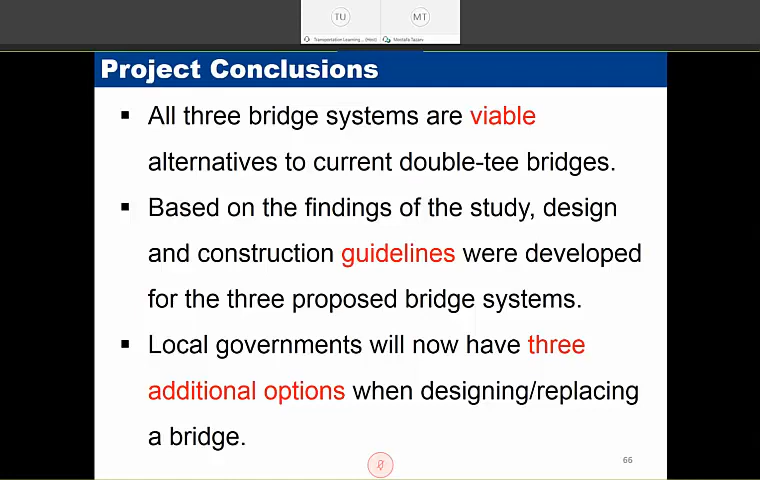 TU MT
Transportation Learning ... (Host) Mostafa Tazarv
Project Conclusions
▪ All three bridge systems are viable
alternatives to current double-tee bridges.
▪ Based on the findings of the study, design
and construction guidelines were developed
for the three proposed bridge systems.
▪ Local governments will now have three
additional options when designing/replacing
a bridge.
66